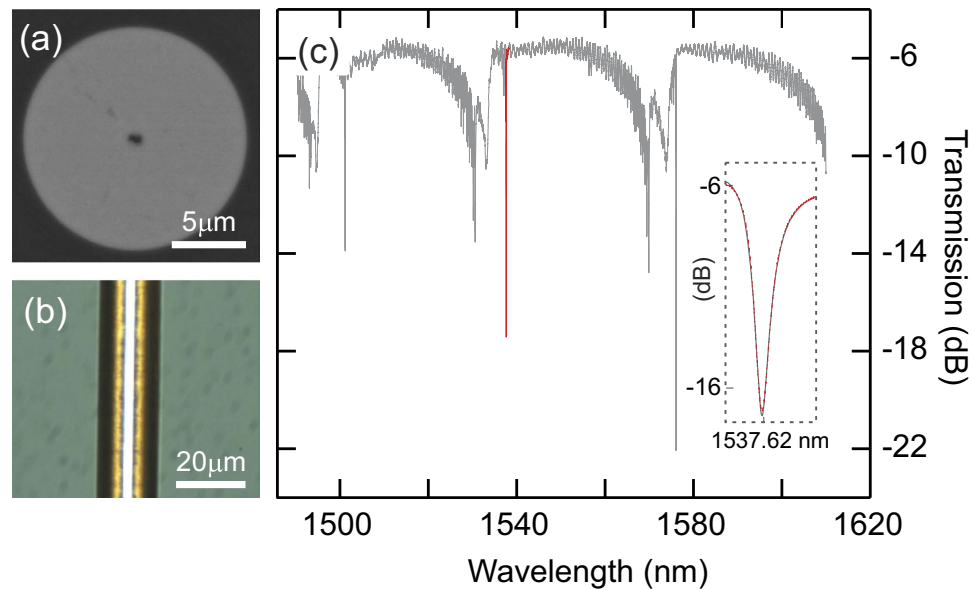 (a)
5μm
(b)
20μm
(c)
-6
-10
-14
-18
-22
Transmission (dB)
-6
(dB)
-16
1537.62 nm
1500
1540
1580
1620
Wavelength (nm)